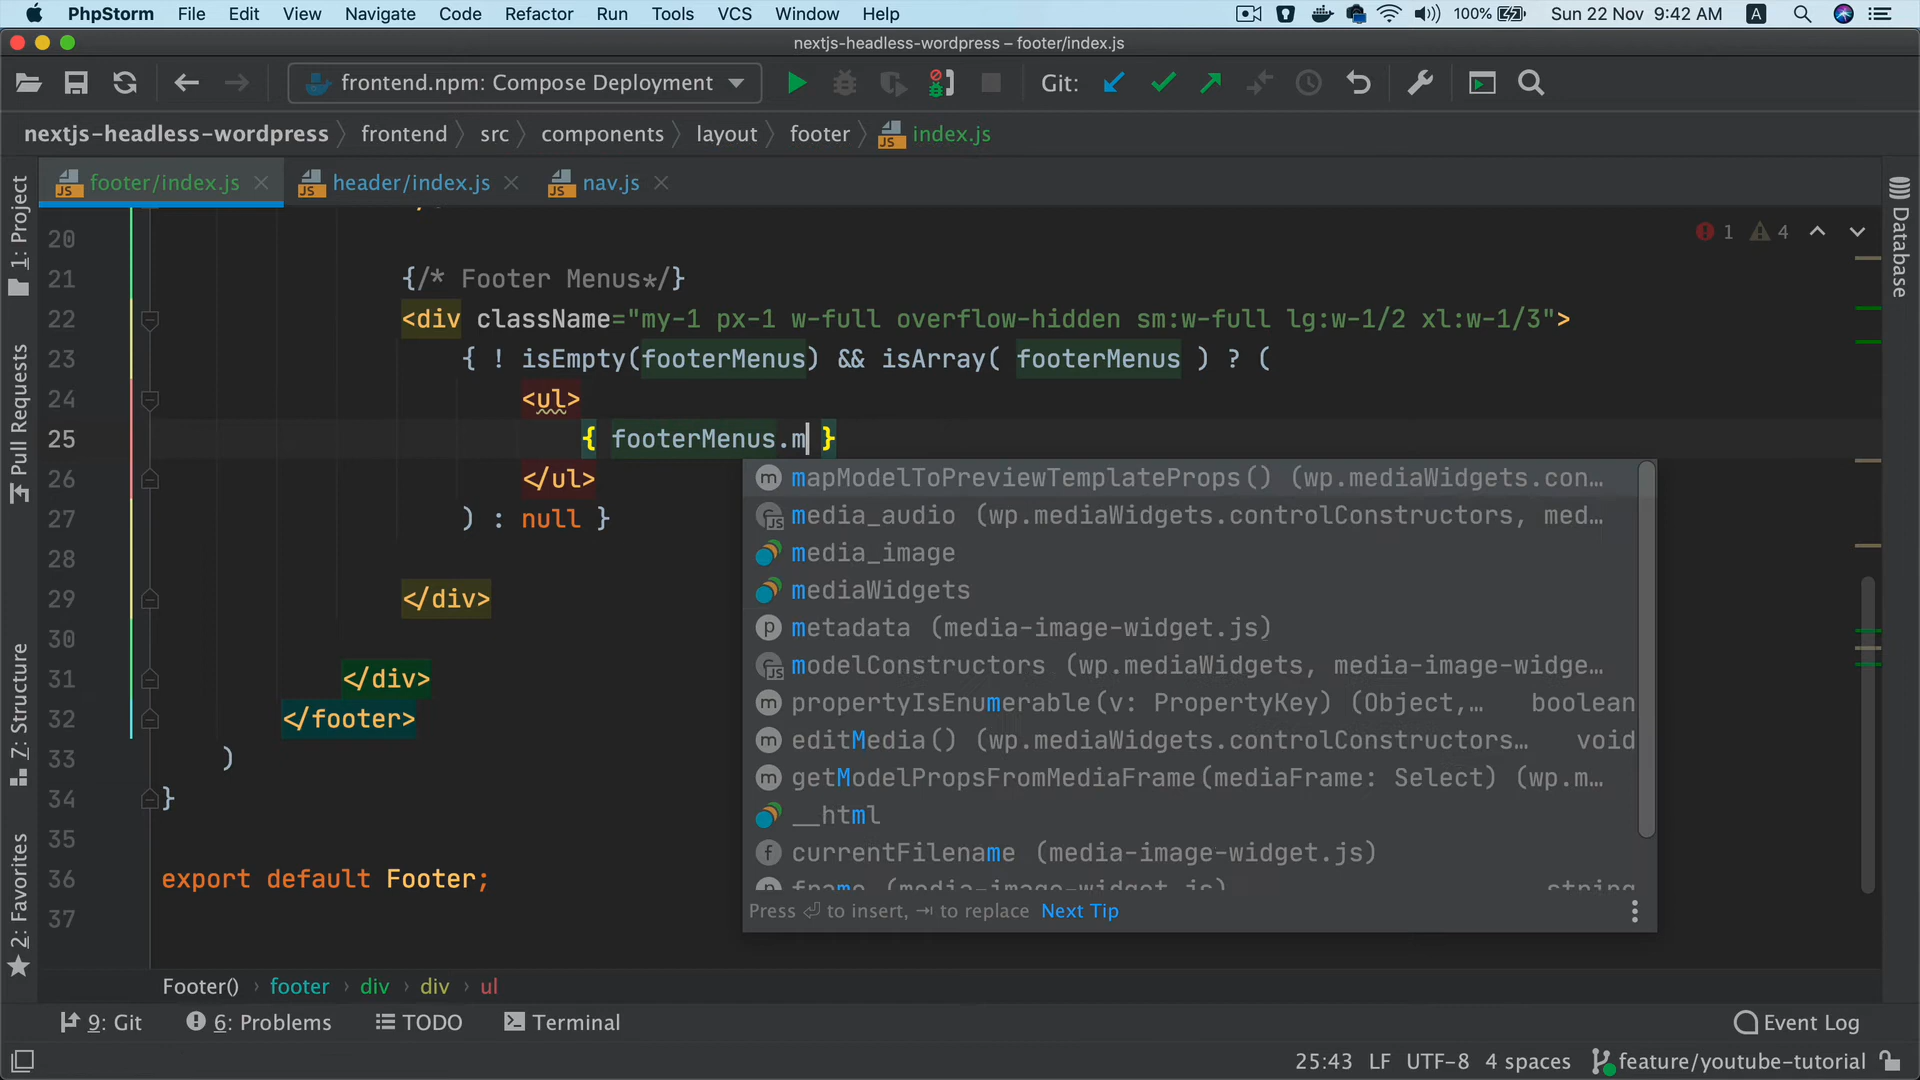 PhpStorm File Edit View Navigate Code Refactor Run Tools VCS Window Help 100% Sun 22 Nov 9:42 AM A
nextjs-headless-wordpress – footer/index.js
frontend.npm: Compose Deployment Git:
nextjs-headless-wordpress frontend src components layout footer index.js
footer/index.js header/index.js nav.js
1: Project
Pull Requests
Z: Structure
2: Favorites
Database
1 4
20
21 {/* Footer Menus*/}
22 <div className="my-1 px-1 w-full overflow-hidden sm:w-full lg:w-1/2 xl:w-1/3">
23 { ! isEmpty(footerMenus) && isArray( footerMenus ) ? (
24 <ul>
25 { footerMenus.m }
26 </ul>
27 ) : null }
28
29 </div>
30
31 </div>
32 </footer>
33 )
34 }
35
36 export default Footer;
37
mapModelToPreviewTemplateProps() (wp.mediaWidgets.con…
media_audio (wp.mediaWidgets.controlConstructors, med…
media_image
mediaWidgets
metadata (media-image-widget.js)
modelConstructors (wp.mediaWidgets, media-image-widge…
propertyIsEnumerable(v: PropertyKey) (Object,… boolean
editMedia() (wp.mediaWidgets.controlConstructors… void
getModelPropsFromMediaFrame(mediaFrame: Select) (wp.m…
__html
currentFilename (media-image-widget.js)
frame (media-image-widget.js) string
Press ⏎ to insert, ⇥ to replace Next Tip
Footer() › footer › div › div › ul
9: Git 6: Problems TODO Terminal Event Log
25:43 LF UTF-8 4 spaces feature/youtube-tutorial